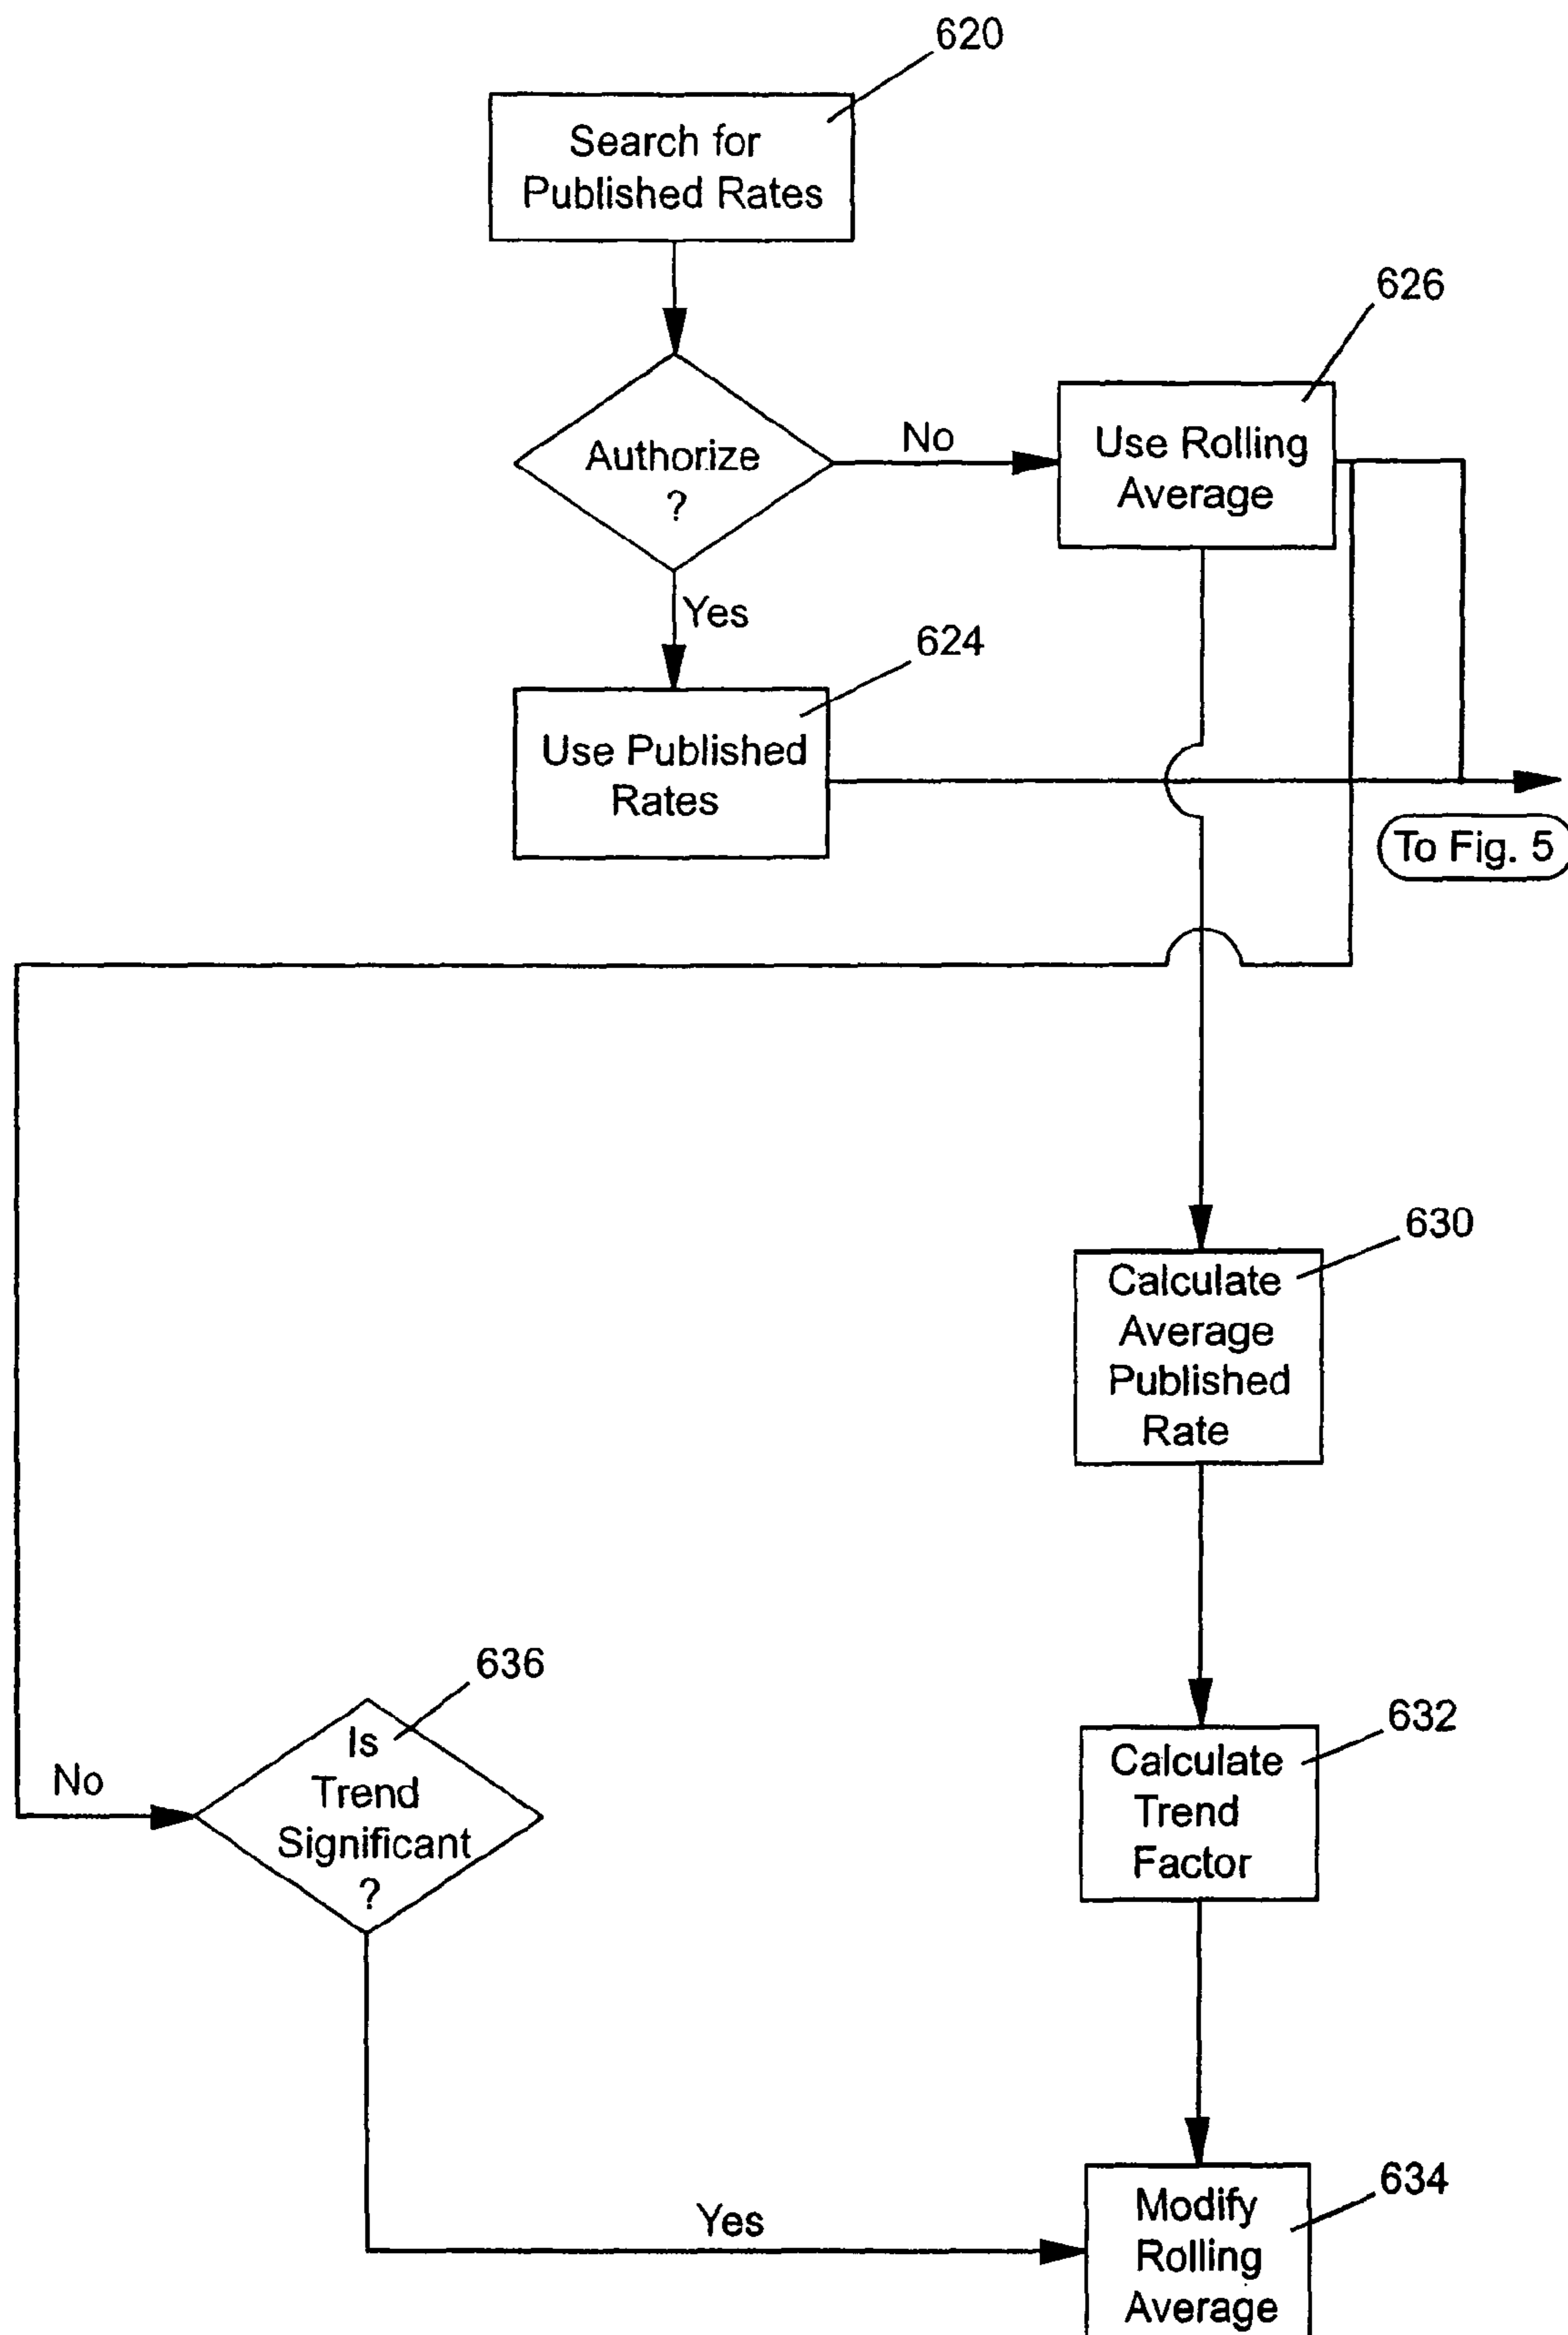 620
Search for
Published Rates
626
Authorize
?
No
Use Rolling
Average
Yes
624
Use Published
Rates
To Fig. 5
630
Calculate
Average
Published
Rate
636
Is
Trend
Significant
?
No
632
Calculate
Trend
Factor
634
Yes
Modify
Rolling
Average